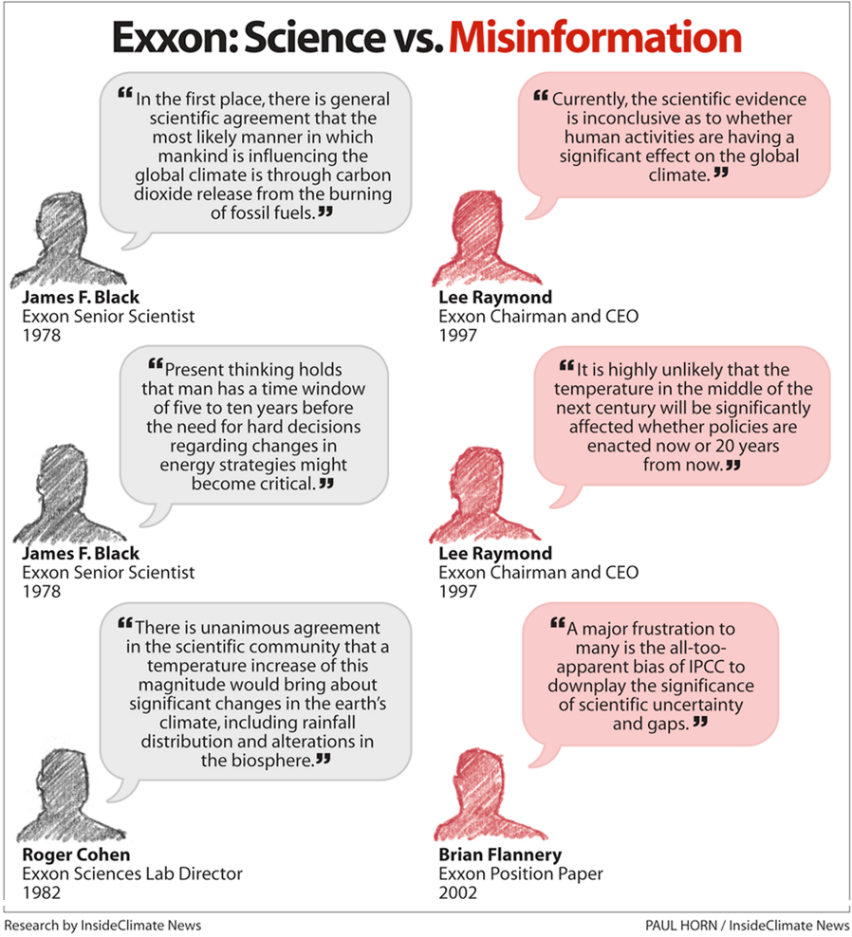 Exxon: Science vs. Misinformation
“In the first place, there is general
scientific agreement that the
most likely manner in which
mankind is influencing the
global climate is through carbon
dioxide release from the burning
of fossil fuels.”
James F. Black
Exxon Senior Scientist
1978
“Currently, the scientific evidence
is inconclusive as to whether
human activities are having a
significant effect on the global
climate.”
Lee Raymond
Exxon Chairman and CEO
1997
“Present thinking holds
that man has a time window
of five to ten years before
the need for hard decisions
regarding changes in
energy strategies might
become critical.”
James F. Black
Exxon Senior Scientist
1978
“It is highly unlikely that the
temperature in the middle of the
next century will be significantly
affected whether policies are
enacted now or 20 years
from now.”
Lee Raymond
Exxon Chairman and CEO
1997
“There is unanimous agreement
in the scientific community that a
temperature increase of this
magnitude would bring about
significant changes in the earth’s
climate, including rainfall
distribution and alterations in
the biosphere.”
Roger Cohen
Exxon Sciences Lab Director
1982
“A major frustration to
many is the all-too-
apparent bias of IPCC to
downplay the significance
of scientific uncertainty
and gaps.”
Brian Flannery
Exxon Position Paper
2002
Research by InsideClimate News
PAUL HORN / InsideClimate News